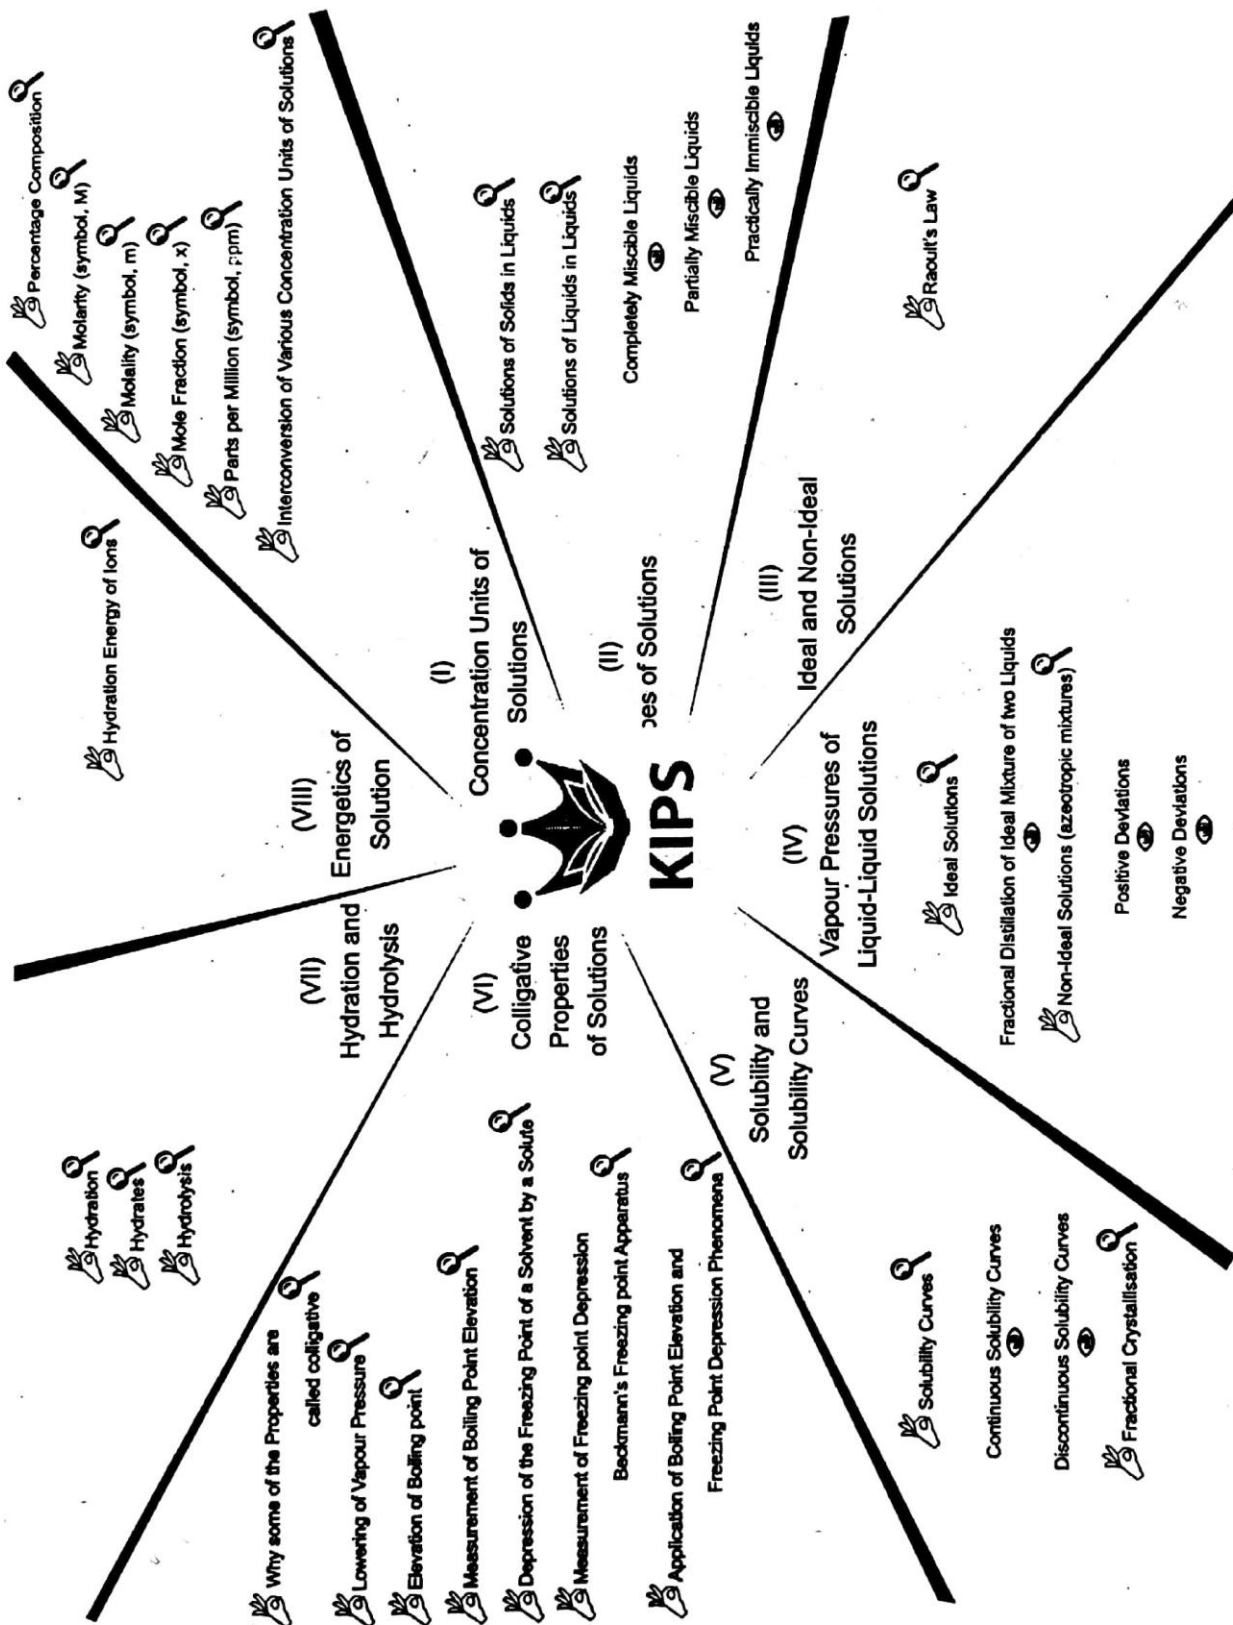 (I)
Concentration Units of
Solutions
Percentage Composition
Molarity (symbol, M)
Molality (symbol, m)
Mole Fraction (symbol, x)
Parts per Million (symbol, ppm)
Interconversion of Various Concentration Units of Solutions
(II)
pes of Solutions
Solutions of Solids in Liquids
Solutions of Liquids in Liquids
Completely Miscible Liquids
Partially Miscible Liquids
Practically Immiscible Liquids
(III)
Ideal and Non-Ideal
Solutions
Raoult's Law
(IV)
Vapour Pressures of
Liquid-Liquid Solutions
Ideal Solutions
Fractional Distillation of Ideal Mixture of two Liquids
Non-Ideal Solutions (azeotropic mixtures)
Positive Deviations
Negative Deviations
(V)
Solubility and
Solubility Curves
Solubility Curves
Continuous Solubility Curves
Discontinuous Solubility Curves
Fractional Crystallisation
(VI)
Colligative
Properties
of Solutions
Why some of the Properties are
called colligative
Lowering of Vapour Pressure
Elevation of Boiling point
Measurement of Boiling Point Elevation
Depression of the Freezing Point of a Solvent by a Solute
Measurement of Freezing point Depression
Beckmann's Freezing point Apparatus
Application of Boiling Point Elevation and
Freezing Point Depression Phenomena
(VII)
Hydration and
Hydrolysis
Hydration
Hydrates
Hydrolysis
(VIII)
Energetics of
Solution
Hydration Energy of Ions
KIPS